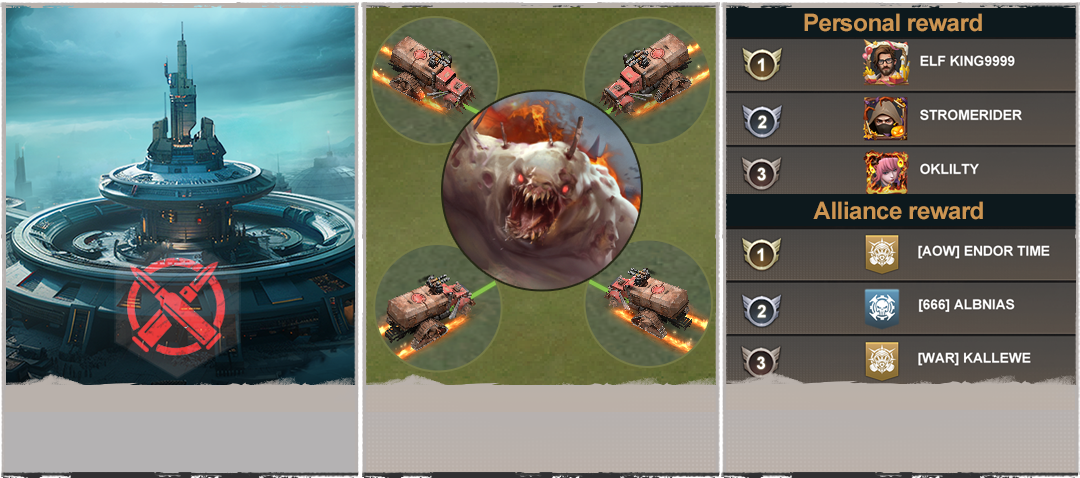 Personal reward
1 ELF KING9999
2 STROMERIDER
3 OKLILTY
Alliance reward
1 [AOW] ENDOR TIME
2 [666] ALBNIAS
3 [WAR] KALLEWE